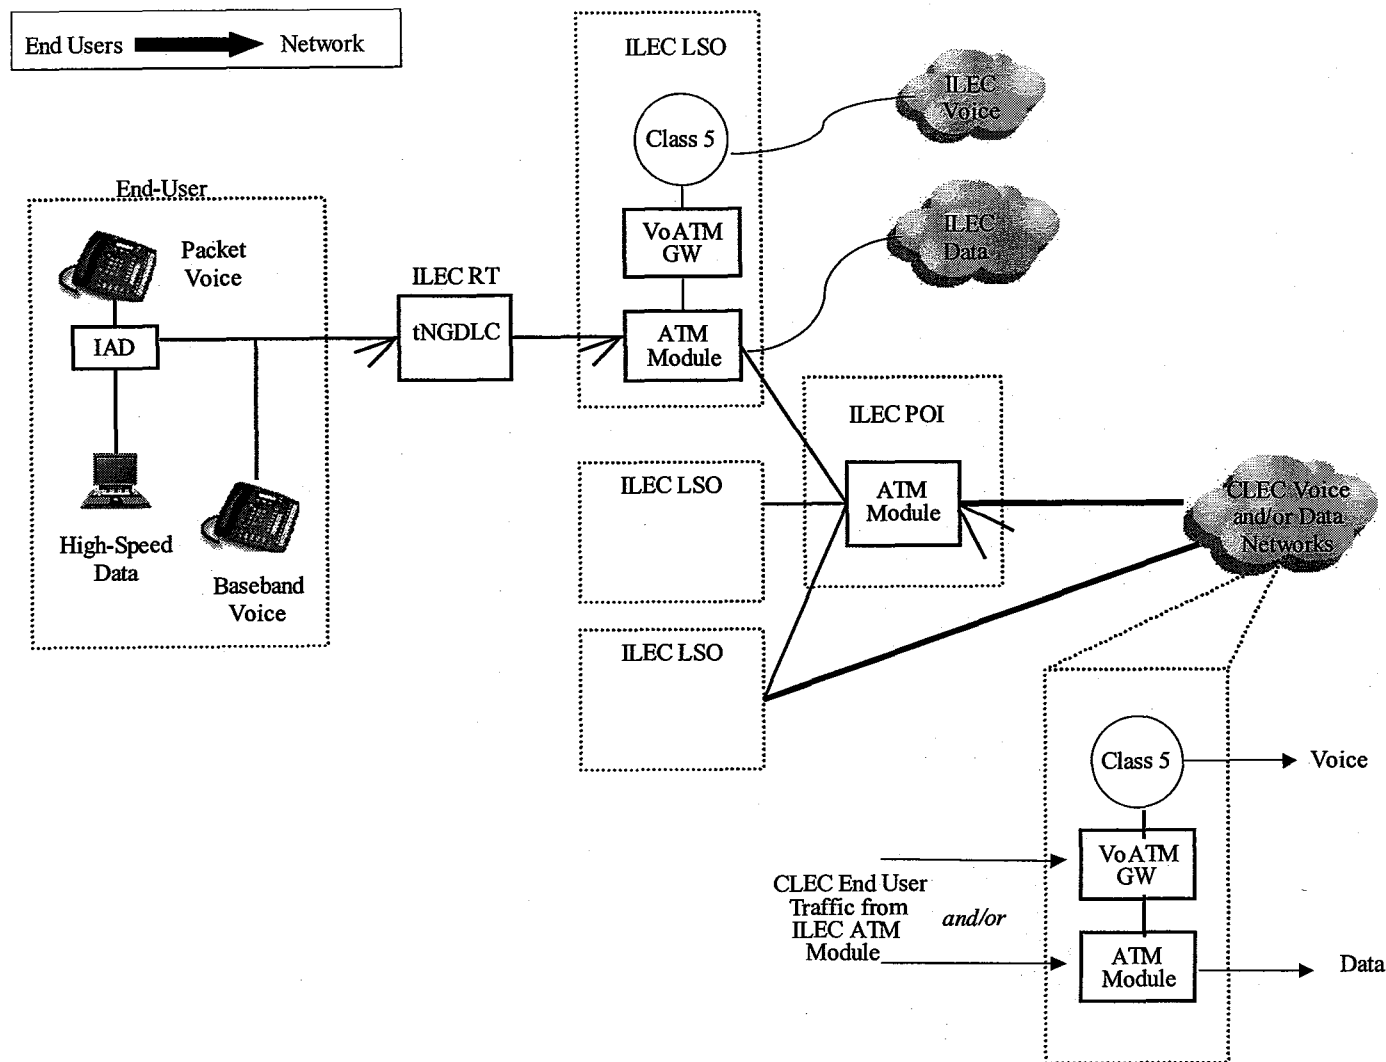 End Users Network
ILEC LSO
ILEC
Voice
Class 5
End-User
ILEC
Data
VoATM
GW
Packet
Voice
ILEC RT
tNGDLC
ATM
Module
IAD
ILEC POI
ILEC LSO
ATM
Module
CLEC Voice
and/or Data
Networks
High-Speed
Data
Baseband
Voice
ILEC LSO
Class 5
Voice
VoATM
GW
CLEC End User
Traffic from
ILEC ATM
Module
and/or
ATM
Module
Data